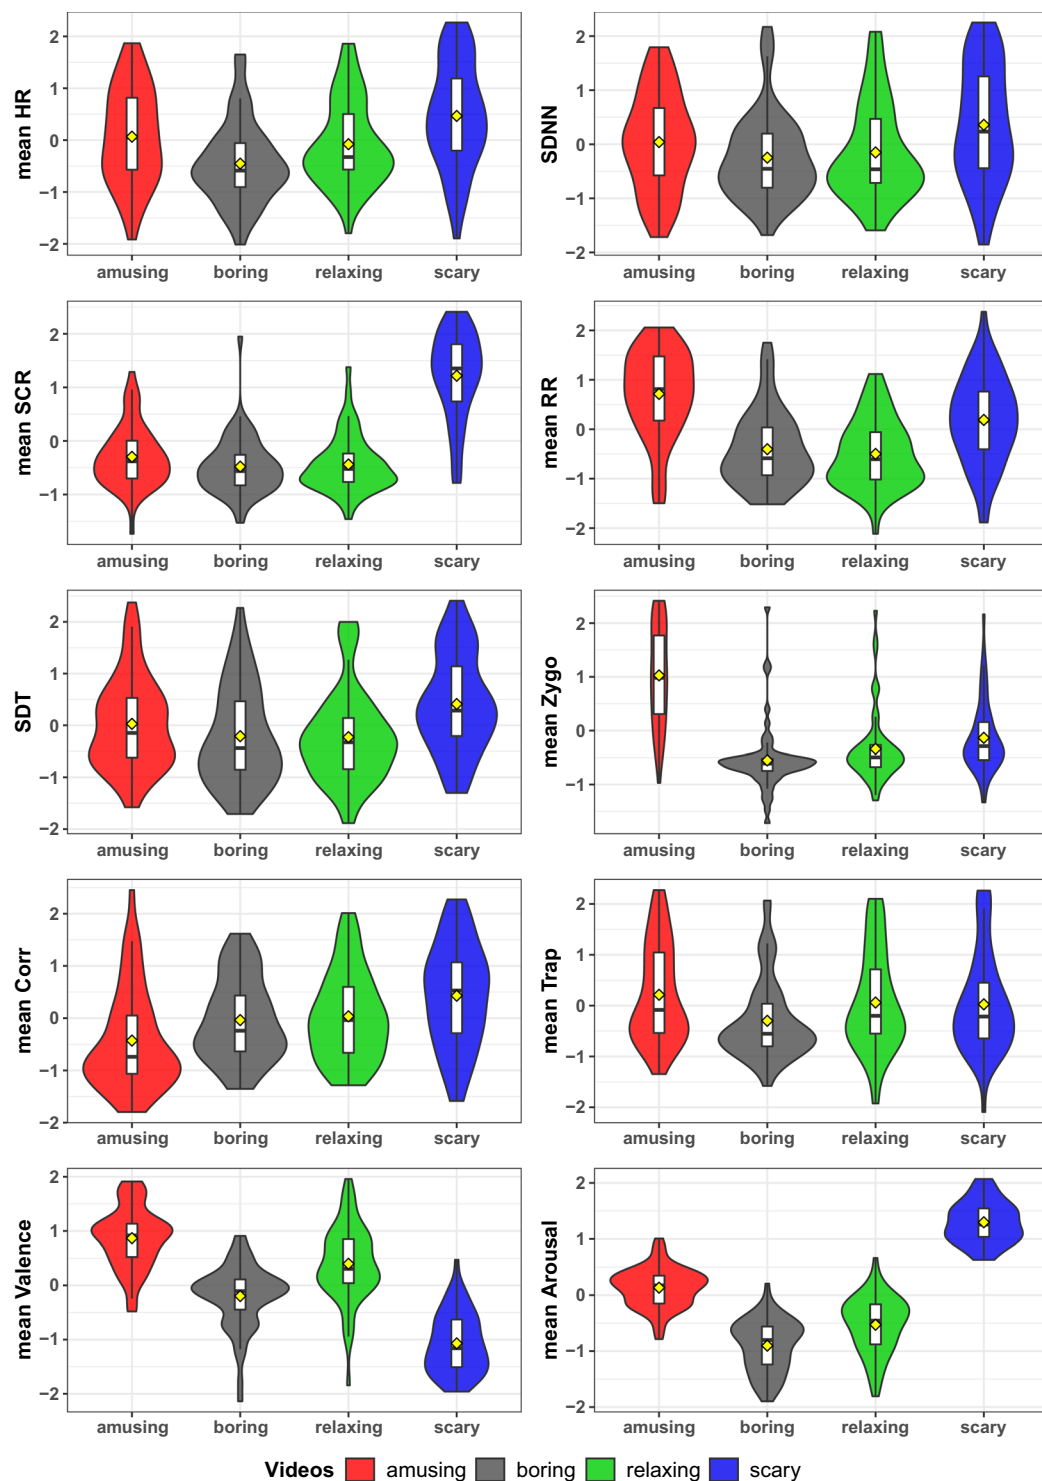 mean HR
2
1
0
−1
−2
amusing boring relaxing scary
SDNN
2
1
0
−1
−2
amusing boring relaxing scary
mean SCR
2
1
0
−1
amusing boring relaxing scary
mean RR
2
1
0
−1
−2
amusing boring relaxing scary
SDT
2
1
0
−1
−2
amusing boring relaxing scary
mean Zygo
2
1
0
−1
amusing boring relaxing scary
mean Corr
2
1
0
−1
−2
amusing boring relaxing scary
mean Trap
2
1
0
−1
−2
amusing boring relaxing scary
mean Valence
2
1
0
−1
−2
amusing boring relaxing scary
mean Arousal
2
1
0
−1
−2
amusing boring relaxing scary
Videos amusing boring relaxing scary